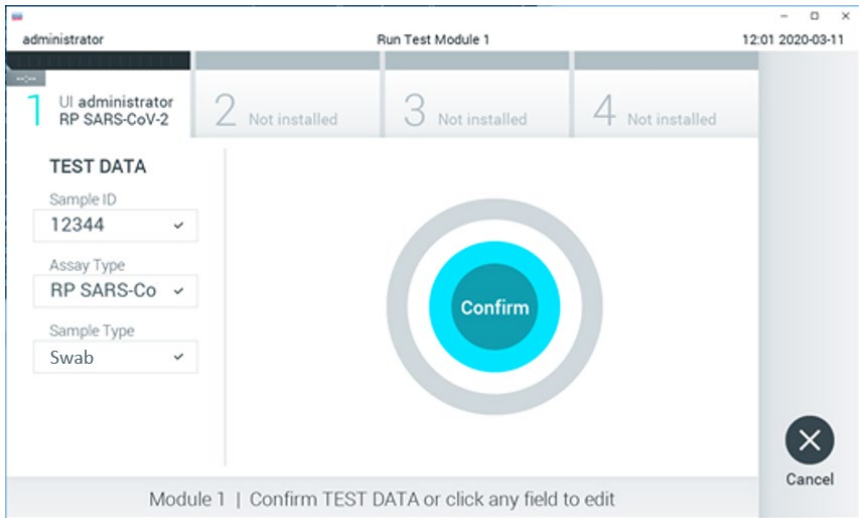 administrator
Run Test Module 1
12:01 2020-03-11
--:--
1
UI administrator
RP SARS-CoV-2
2 Not installed
3 Not installed
4 Not installed
TEST DATA
Sample ID
12344
Assay Type
RP SARS-Co
Sample Type
Swab
Confirm
Cancel
Module 1 | Confirm TEST DATA or click any field to edit